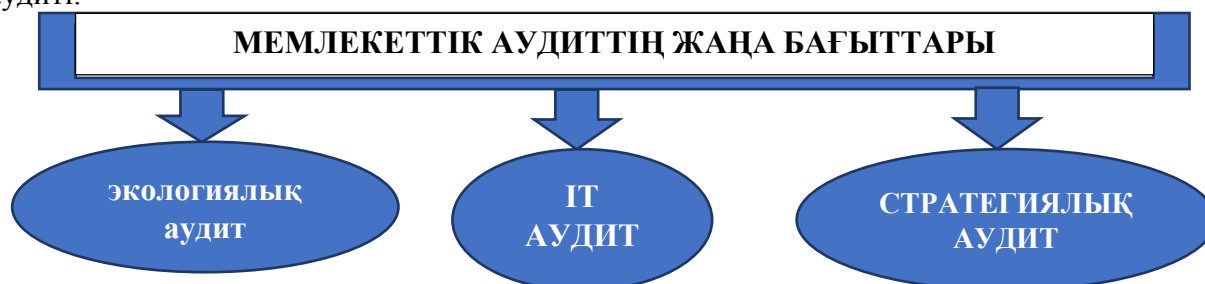 МЕМЛЕКЕТТІК АУДИТТІҢ ЖАҢА БАҒЫТТАРЫ
экологиялық
аудит
IT
АУДИТ
СТРАТЕГИЯЛЫҚ
АУДИТ